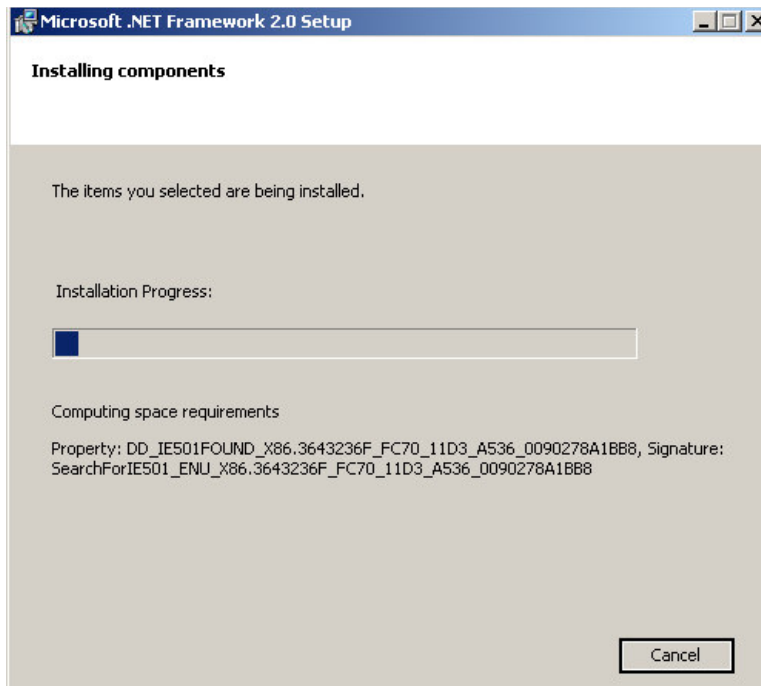 Microsoft .NET Framework 2.0 Setup
Installing components
The items you selected are being installed.
Installation Progress:
Computing space requirements
Property: DD_IE501FOUND_X86.3643236F_FC70_11D3_A536_0090278A1BB8, Signature:
SearchForIE501_ENU_X86.3643236F_FC70_11D3_A536_0090278A1BB8
Cancel